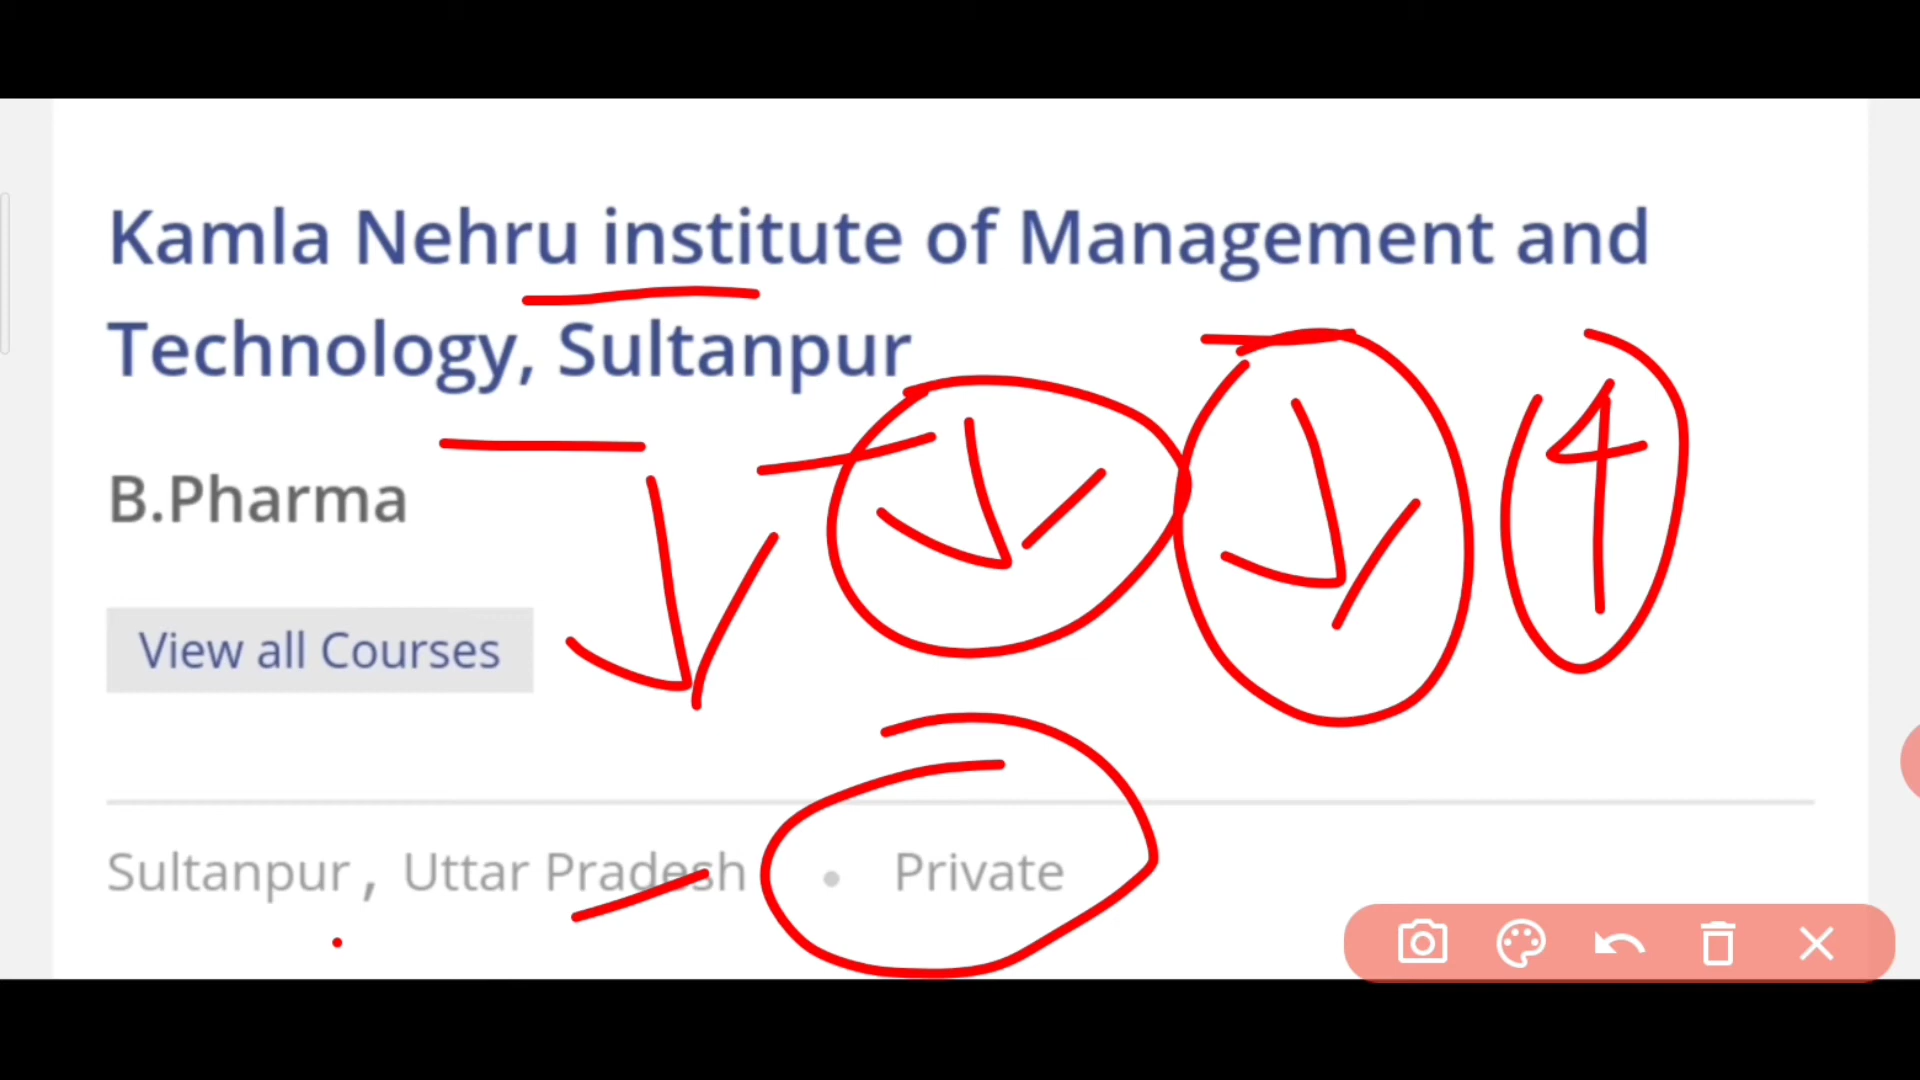 Kamla Nehru institute of Management and
Technology, Sultanpur
4
B.Pharma
View all Courses
Sultanpur, Uttar Pradesh • Private